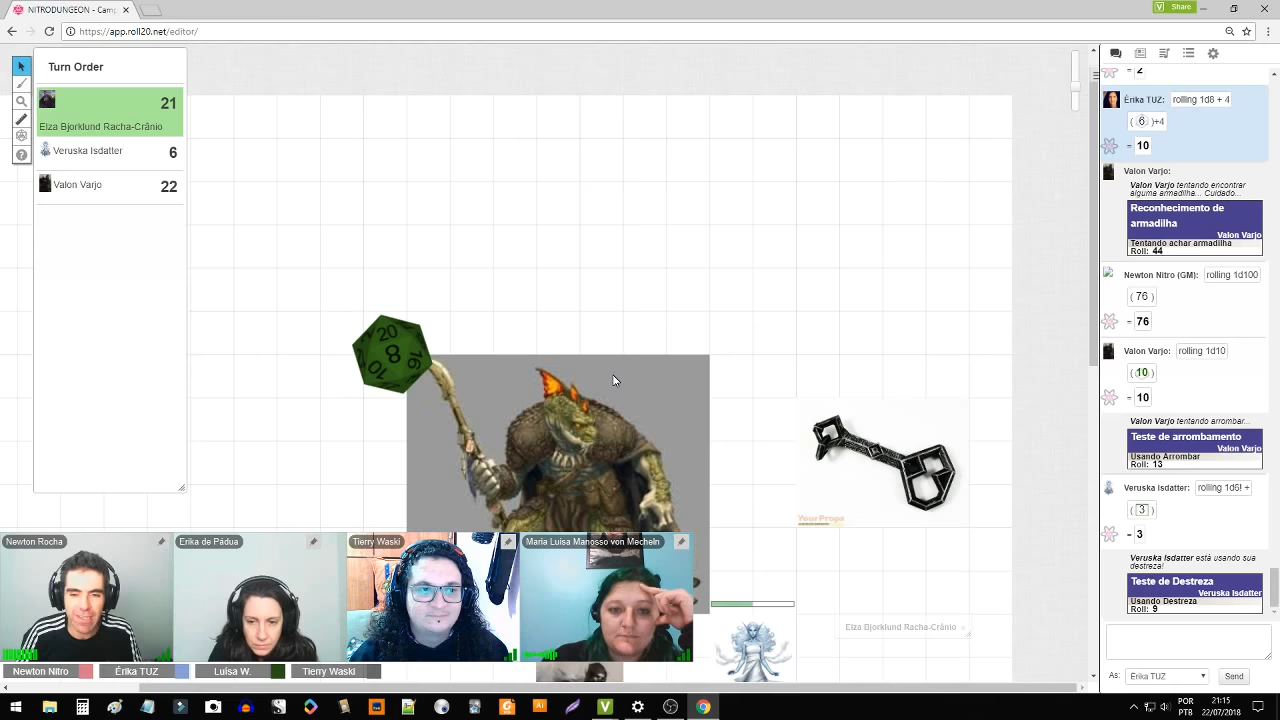 NITRODUNGEON - Camp
Share
https://app.roll20.net/editor/
Turn Order
21
Elza Bjorklund Racha-Crânio
Veruska Isdatter 6
Valon Varjo 22
20
8
16
10
YourProps
Elza Bjorklund Racha-Crânio
Newton Rocha
Erika de Pádua
Tierry Waski
Maria Luisa Manosso von Mecheln
Newton Nitro
Érika TUZ
Luísa W.
Tierry Waski
= 2
Érika TUZ: rolling 1d8 + 4
( 6 )+4
= 10
Valon Varjo:
Valon Varjo tentando encontrar
alguma armadilha... Cuidado...
Reconhecimento de
armadilha
Valon Varjo
Tentando achar armadilha
Roll: 44
Newton Nitro (GM): rolling 1d100
( 76 )
= 76
Valon Varjo: rolling 1d10
( 10 )
= 10
Valon Varjo tentando arrombar...
Teste de arrombamento
Valon Varjo
Usando Arrombar
Roll: 13
Veruska Isdatter: rolling 1d6! +
( 3 )
= 3
Veruska Isdatter está usando sua
destreza!
Teste de Destreza
Veruska Isdatter
Usando Destreza
Roll: 9
As: Érika TUZ Send
POR
PTB
21:15
22/07/2018